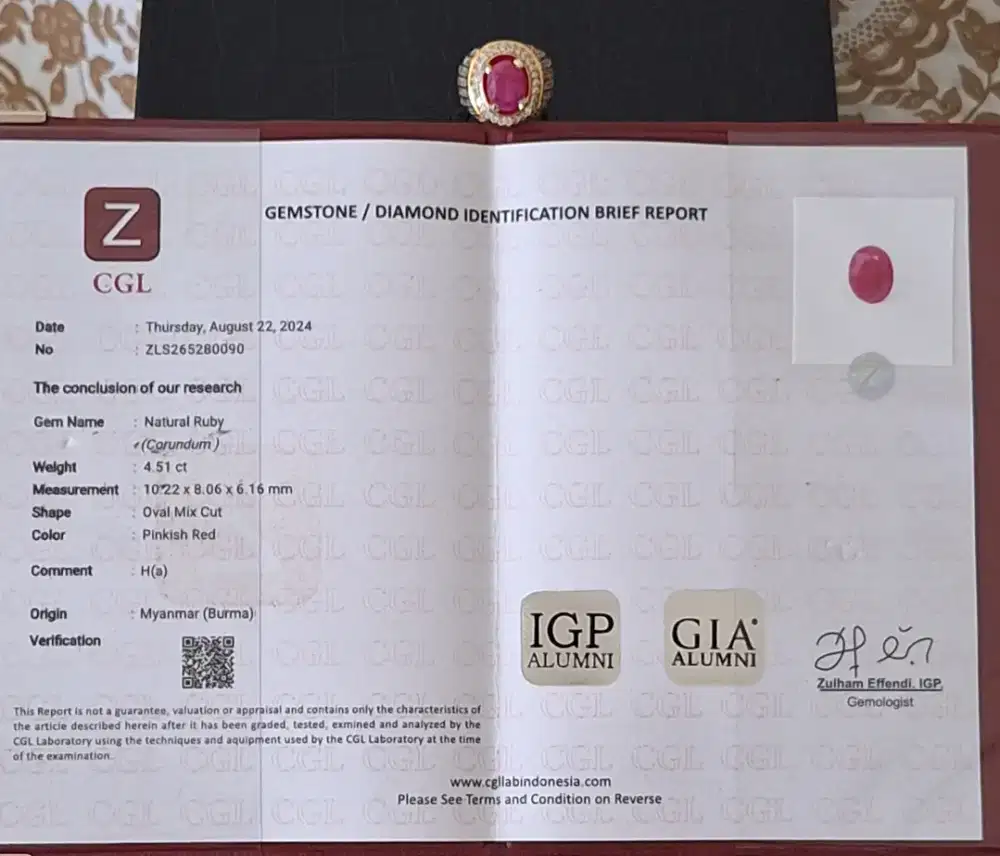 Z
CGL
GEMSTONE / DIAMOND IDENTIFICATION BRIEF REPORT
Date : Thursday, August 22, 2024
No : ZLS265280090
The conclusion of our research
Gem Name : Natural Ruby
(Corundum)
Weight : 4.51 ct
Measurement : 10.22 x 8.06 x 6.16 mm
Shape : Oval Mix Cut
Color : Pinkish Red
Comment : H(a)
Origin : Myanmar (Burma)
Verification
IGP
ALUMNI
GIA
ALUMNI
Zulham Effendi. IGP.
Gemologist
This Report is not a guarantee, valuation or appraisal and contains only the characteristics of
the article described herein after it has been graded, tested, exmined and analyzed by the
CGL Laboratory using the techniques and aquipment used by the CGL Laboratory at the time
of the examination.
www.cgllabindonesia.com
Please See Terms and Condition on Reverse